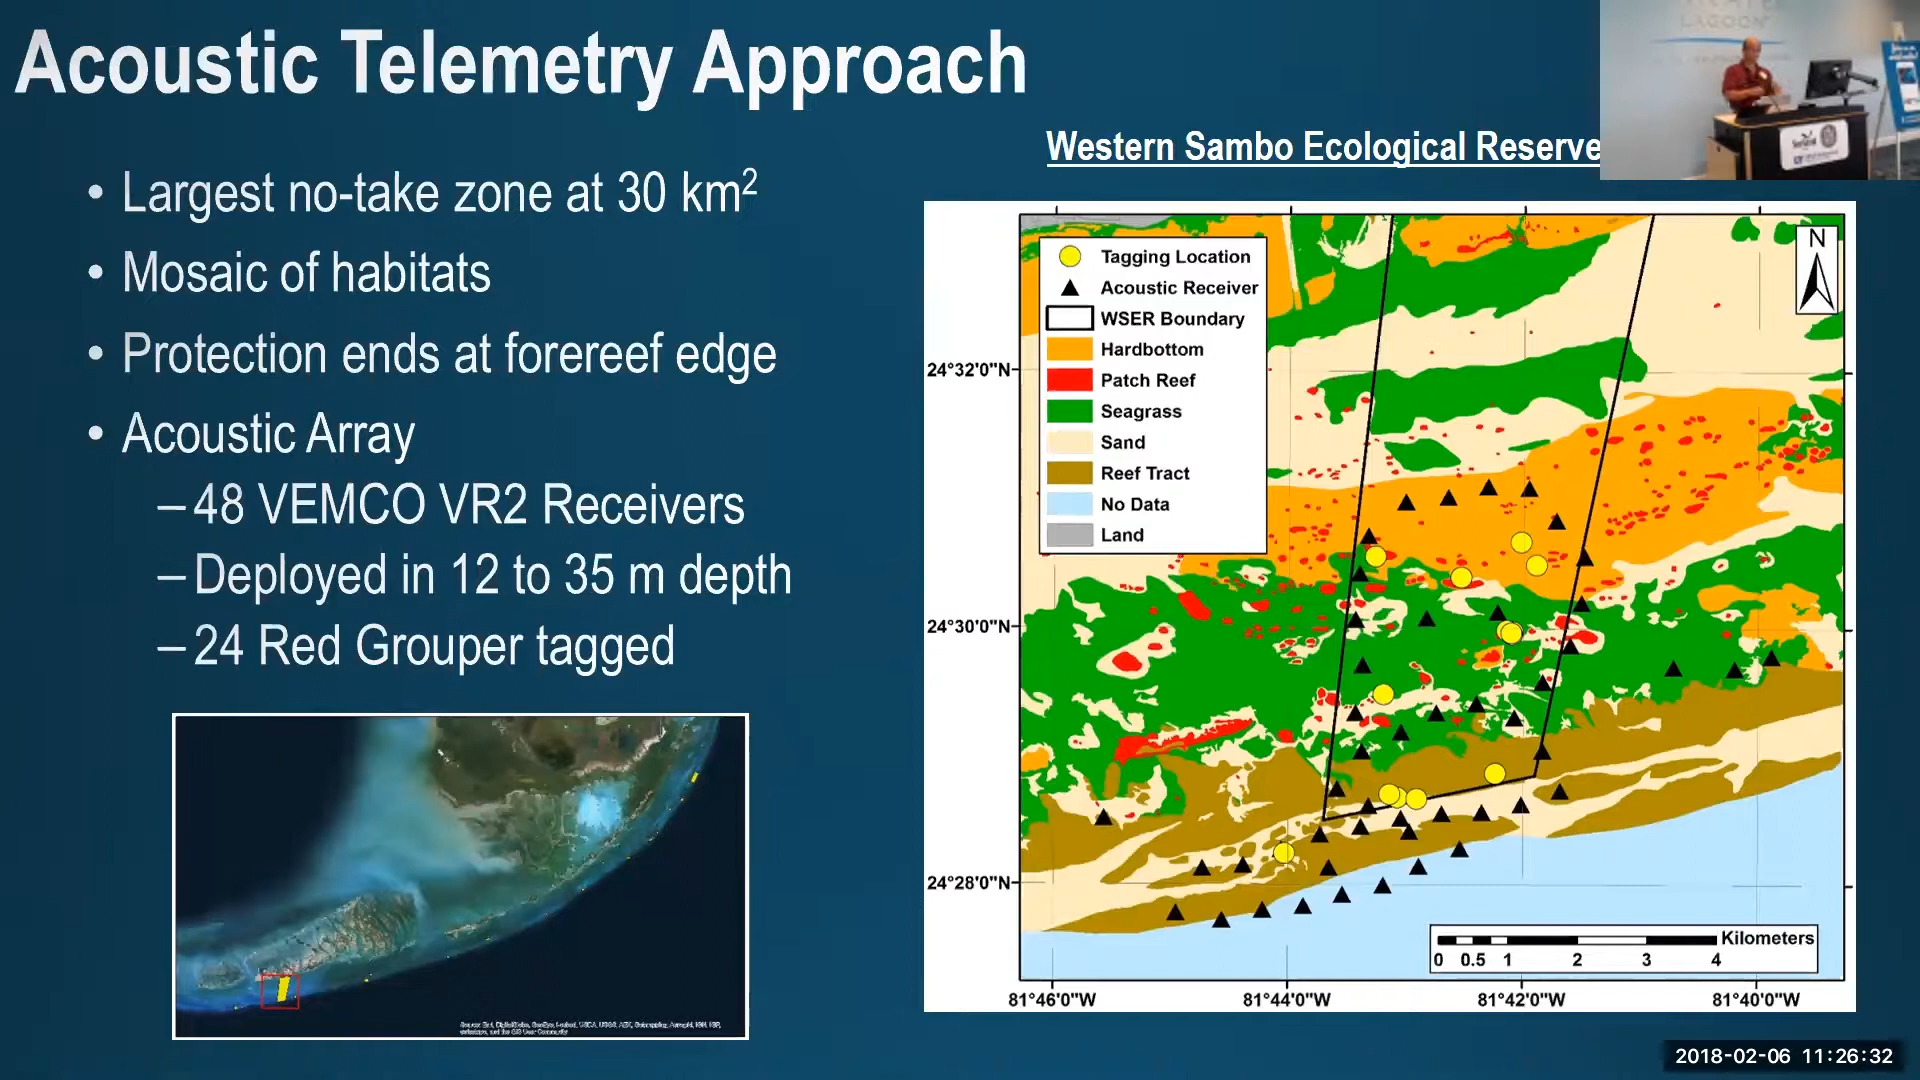 Acoustic Telemetry Approach
LAGOON
Western Sambo Ecological Reserve
• Largest no-take zone at 30 km²
• Mosaic of habitats
• Protection ends at forereef edge
• Acoustic Array
– 48 VEMCO VR2 Receivers
– Deployed in 12 to 35 m depth
– 24 Red Grouper tagged
N
Tagging Location
Acoustic Receiver
WSER Boundary
Hardbottom
Patch Reef
Seagrass
Sand
Reef Tract
No Data
Land
24°32'0"N
24°30'0"N
24°28'0"N
Kilometers
0 0.5 1 2 3 4
81°46'0"W 81°44'0"W 81°42'0"W 81°40'0"W
2018-02-06 11:26:32